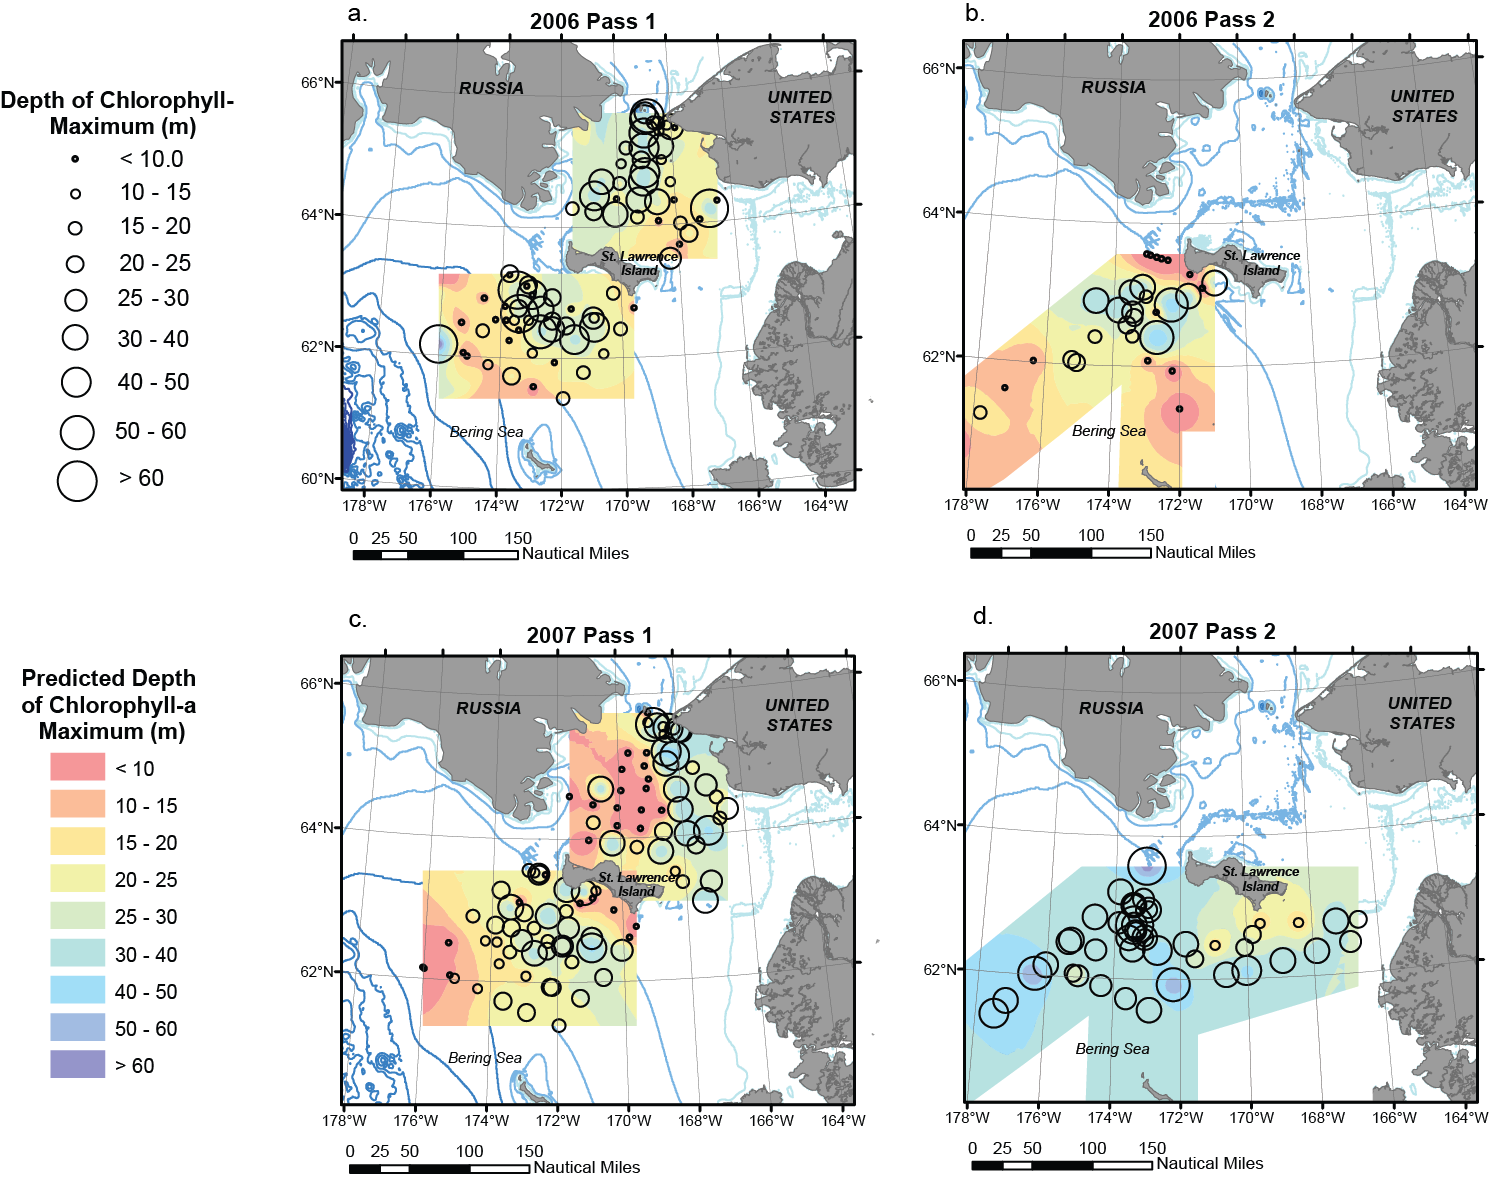 Depth of Chlorophyll-
Maximum (m)
< 10.0
10 - 15
15 - 20
20 - 25
25 - 30
30 - 40
40 - 50
50 - 60
> 60
a.
2006 Pass 1
66°N
64°N
62°N
60°N
RUSSIA
UNITED
STATES
St. Lawrence
Island
Bering Sea
178°W 176°W 174°W 172°W 170°W 168°W 166°W 164°W
0 25 50 100 150
Nautical Miles
b.
2006 Pass 2
66°N
64°N
62°N
RUSSIA
UNITED
STATES
St. Lawrence
Island
Bering Sea
178°W 176°W 174°W 172°W 170°W 168°W 166°W 164°W
0 25 50 100 150
Nautical Miles
Predicted Depth
of Chlorophyll-a
Maximum (m)
< 10
10 - 15
15 - 20
20 - 25
25 - 30
30 - 40
40 - 50
50 - 60
> 60
c.
2007 Pass 1
66°N
64°N
62°N
RUSSIA
UNITED
STATES
St. Lawrence
Island
Bering Sea
178°W 176°W 174°W 172°W 170°W 168°W 166°W 164°W
0 25 50 100 150
Nautical Miles
d.
2007 Pass 2
66°N
64°N
62°N
RUSSIA
UNITED
STATES
St. Lawrence
Island
Bering Sea
178°W 176°W 174°W 172°W 170°W 168°W 166°W 164°W
0 25 50 100 150
Nautical Miles